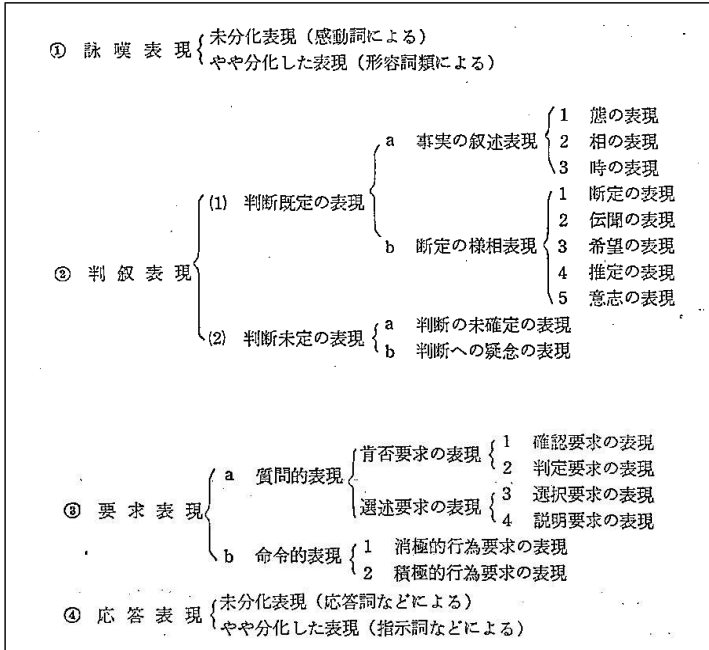 ① 詠嘆表現
未分化表現（感動詞による）
やや分化した表現（形容詞類による）
② 判叙表現
(1) 判断既定の表現
a 事実の叙述表現
1 態の表現
2 相の表現
3 時の表現
b 断定の様相表現
1 断定の表現
2 伝聞の表現
3 希望の表現
4 推定の表現
5 意志の表現
(2) 判断未定の表現
a 判断の未確定の表現
b 判断への疑念の表現
③ 要求表現
a 質問的表現
肯否要求の表現
1 確認要求の表現
2 判定要求の表現
選述要求の表現
3 選択要求の表現
4 説明要求の表現
b 命令的表現
1 消極的行為要求の表現
2 積極的行為要求の表現
④ 応答表現
未分化表現（応答詞などによる）
やや分化した表現（指示詞などによる）